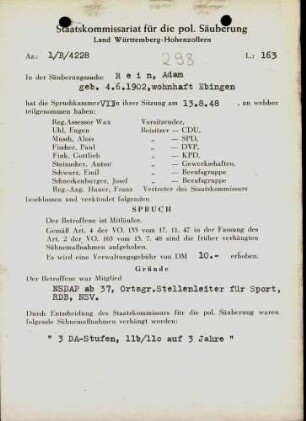 Staatskommissariat für die pol. Säuberung
Land Württemberg-Hohenzollern
Az: 1/B/4228 298 L: 163
In der Säuberungssache R e i n, Adam
geb. 4.6.1902,wohnhaft Ebingen
hat die Spruchkammer VII in ihrer Sitzung am 13.8.48 , an welcher
teilgenommen haben:
Reg.Assessor Wax Vorsitzender,
Uhl, Eugen Beisitzer — CDU,
Musch, Alois „ — SPD,
Fischer, Paul „ — DVP,
Fink, Gottlieb „ — KPD,
Steinacher, Anton „ — Gewerkschaften,
Schwarz, Emil „ — Berufsgruppe
Schneckenburger, Josef „ — Berufsgruppe
Reg.-Ang. Hauer, Franz Vertreter des Staatskommissars
beschlossen und verkündet folgenden
SPRUCH
Der Betroffene ist Mitläufer.
Gemäß Art. 4 der VO. 133 vom 17. 11. 47 in der Fassung des
Art. 2 der VO. 165 vom 13. 7. 48 sind die früher verhängten
Sühnemaßnahmen aufgehoben.
Es wird eine Verwaltungsgebühr von DM 10.- erhoben.
Gründe
Der Betroffene war Mitglied
NSDAP ab 37, Ortsgr.Stellenleiter für Sport,
RDB, NSV.
Durch Entscheidung des Staatskommissars für die pol. Säuberung waren
folgende Sühnemaßnahmen verhängt worden:
" 3 DA-Stufen, 11b/11c auf 3 Jahre "